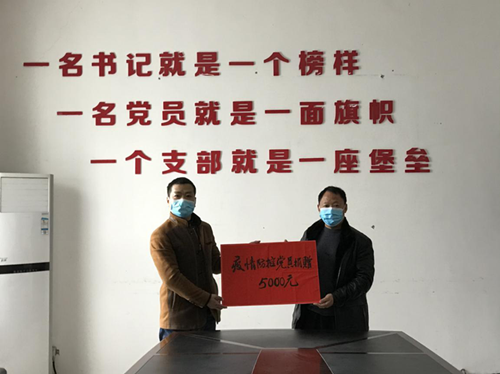 一名书记就是一个榜样
一名党员就是一面旗帜
一个支部就是一座堡垒
疫情防控党员捐赠
5000元